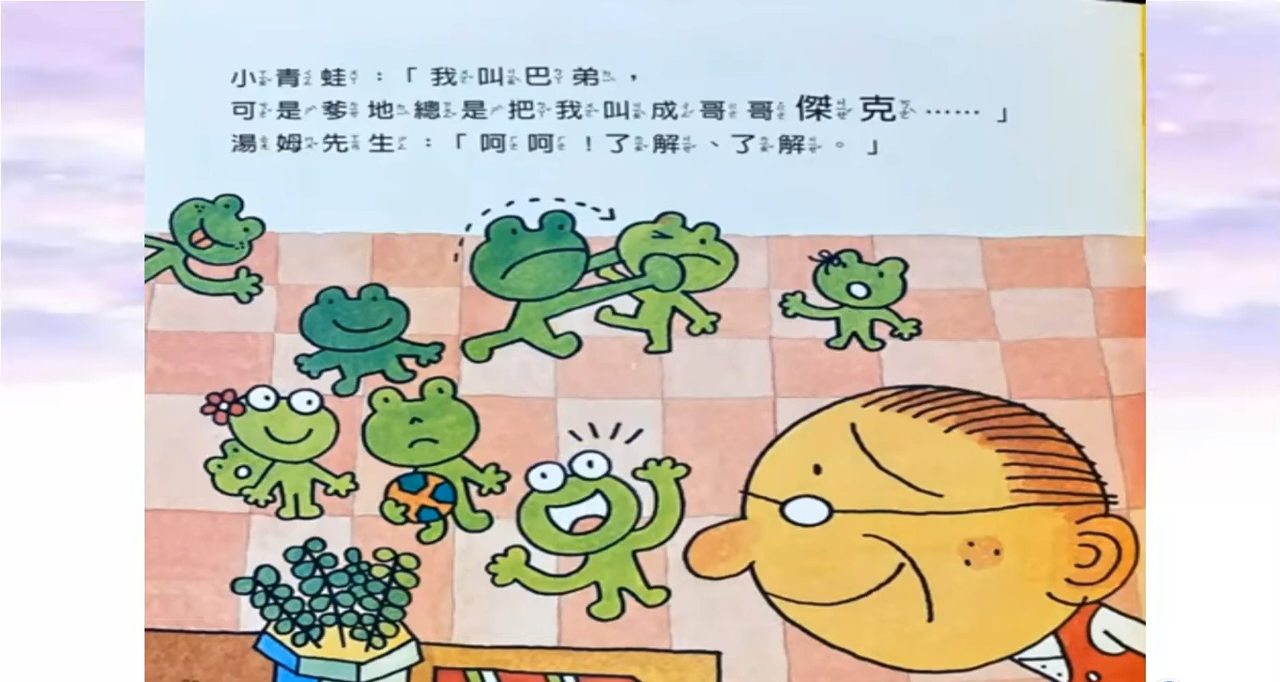 小青蛙：「我叫巴弟，
可是爹地總是把我叫成哥哥傑克……」
湯姆先生：「呵呵！了解、了解。」